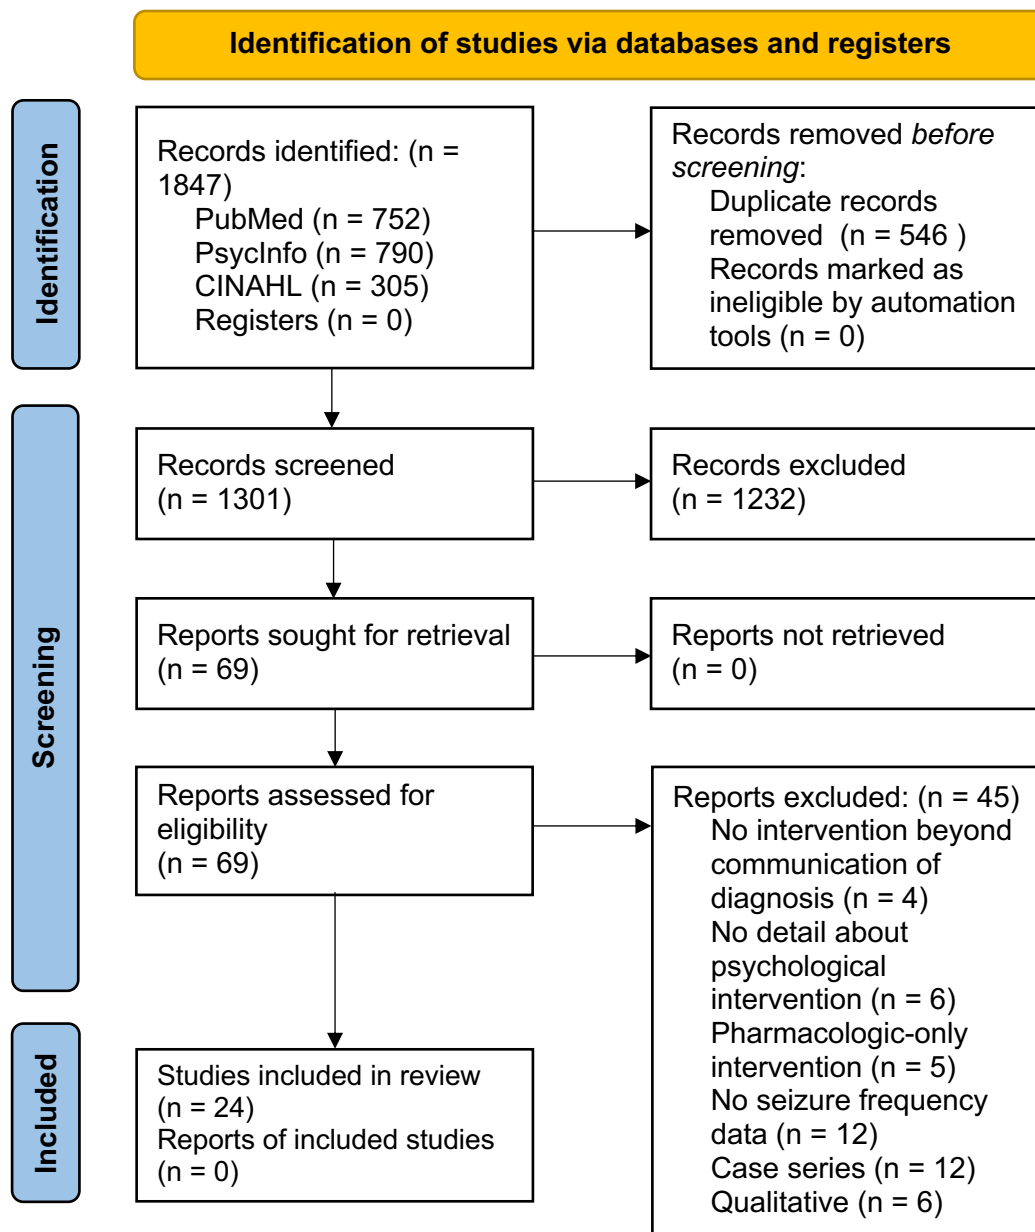 Identification of studies via databases and registers
Identification
Records identified: (n =
1847)
PubMed (n = 752)
PsycInfo (n = 790)
CINAHL (n = 305)
Registers (n = 0)
Records removed before
screening:
Duplicate records
removed  (n = 546 )
Records marked as
ineligible by automation
tools (n = 0)
Screening
Records screened
(n = 1301)
Records excluded
(n = 1232)
Reports sought for retrieval
(n = 69)
Reports not retrieved
(n = 0)
Reports assessed for
eligibility
(n = 69)
Reports excluded: (n = 45)
No intervention beyond
communication of
diagnosis (n = 4)
No detail about
psychological
intervention (n = 6)
Pharmacologic-only
intervention (n = 5)
No seizure frequency
data (n = 12)
Case series (n = 12)
Qualitative (n = 6)
Included
Studies included in review
(n = 24)
Reports of included studies
(n = 0)